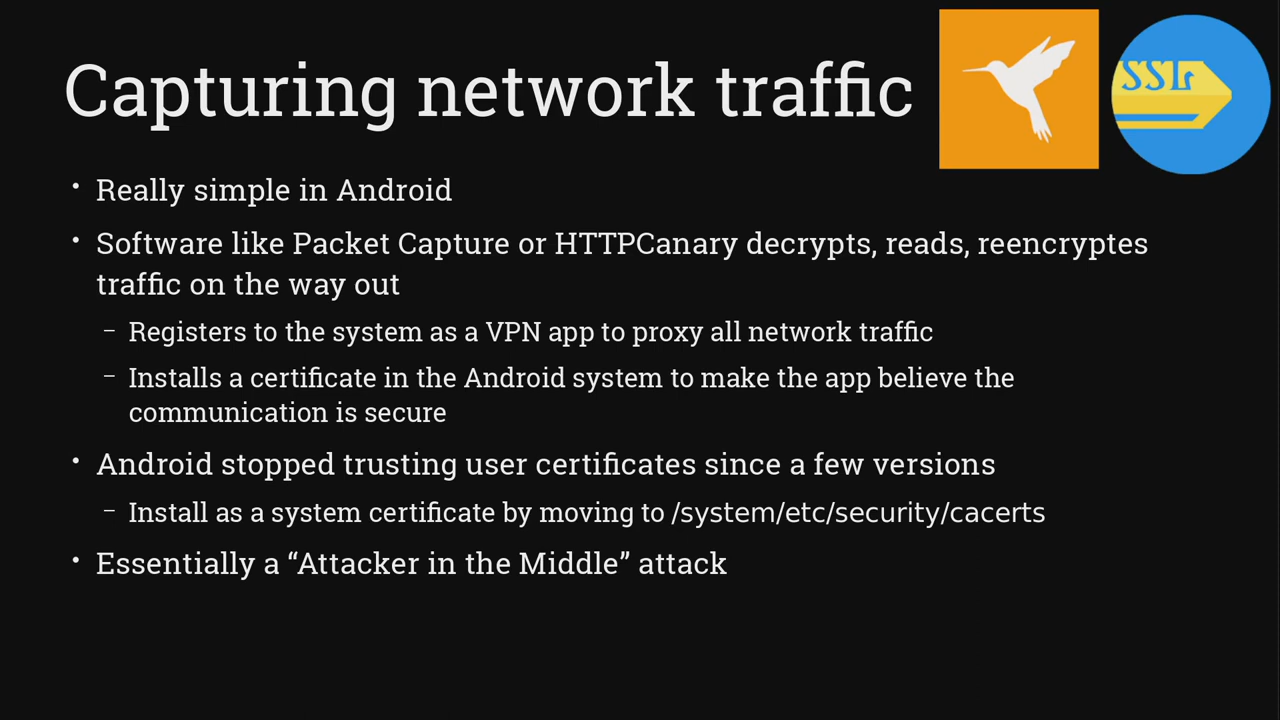 Capturing network traffic
SSL
• Really simple in Android
• Software like Packet Capture or HTTPCanary decrypts, reads, reencryptes
traffic on the way out
– Registers to the system as a VPN app to proxy all network traffic
– Installs a certificate in the Android system to make the app believe the
communication is secure
• Android stopped trusting user certificates since a few versions
– Install as a system certificate by moving to /system/etc/security/cacerts
• Essentially a “Attacker in the Middle” attack